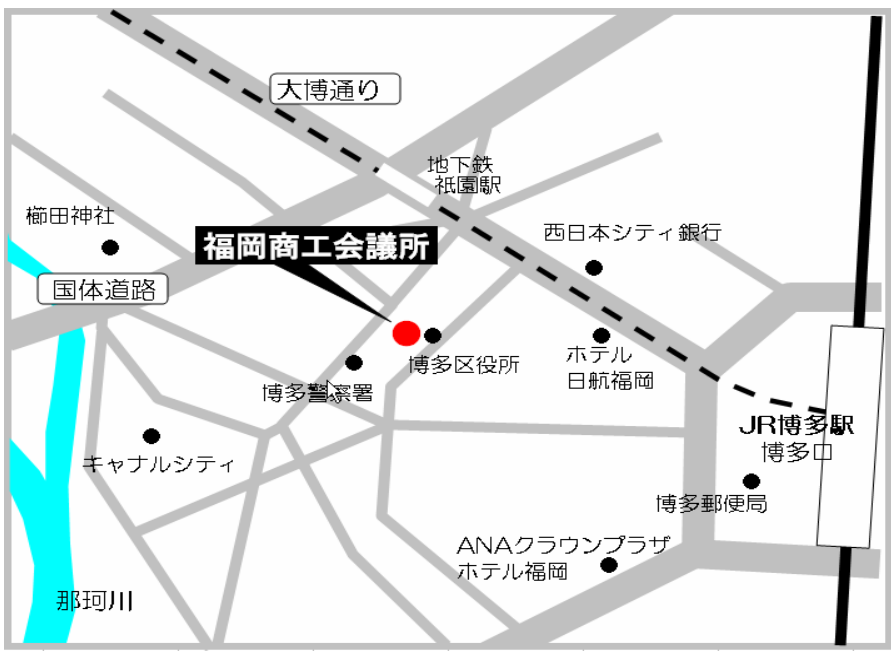 大博通り
地下鉄
祇園駅
櫛田神社
西日本シティ銀行
福岡商工会議所
国体道路
博多区役所
ホテル
日航福岡
博多警察署
JR博多駅
博多口
キャナルシティ
博多郵便局
ANAクラウンプラザ
ホテル福岡
那珂川